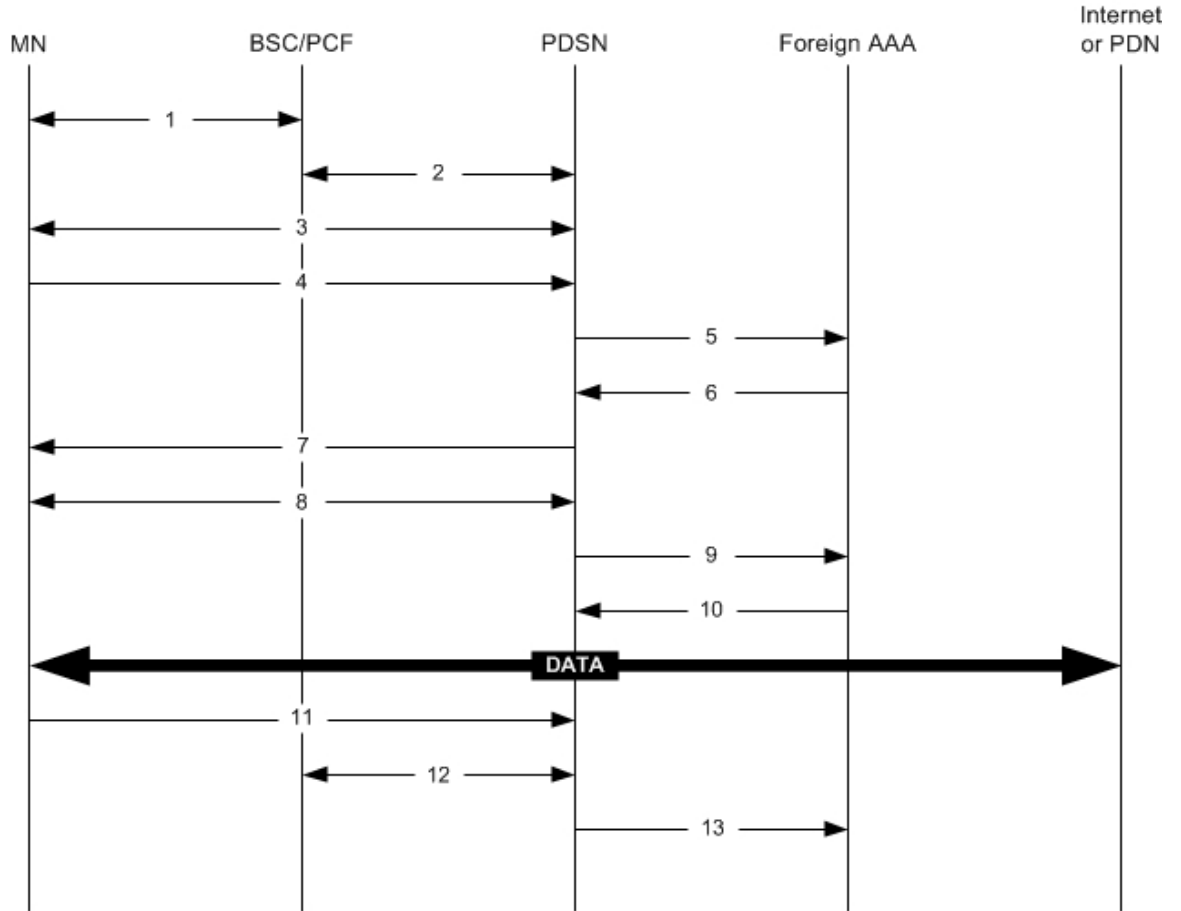 Internet
or PDN
MN
BSC/PCF
PDSN
Foreign AAA
1
2
3
4
5
6
7
8
9
10
DATA
11
12
13